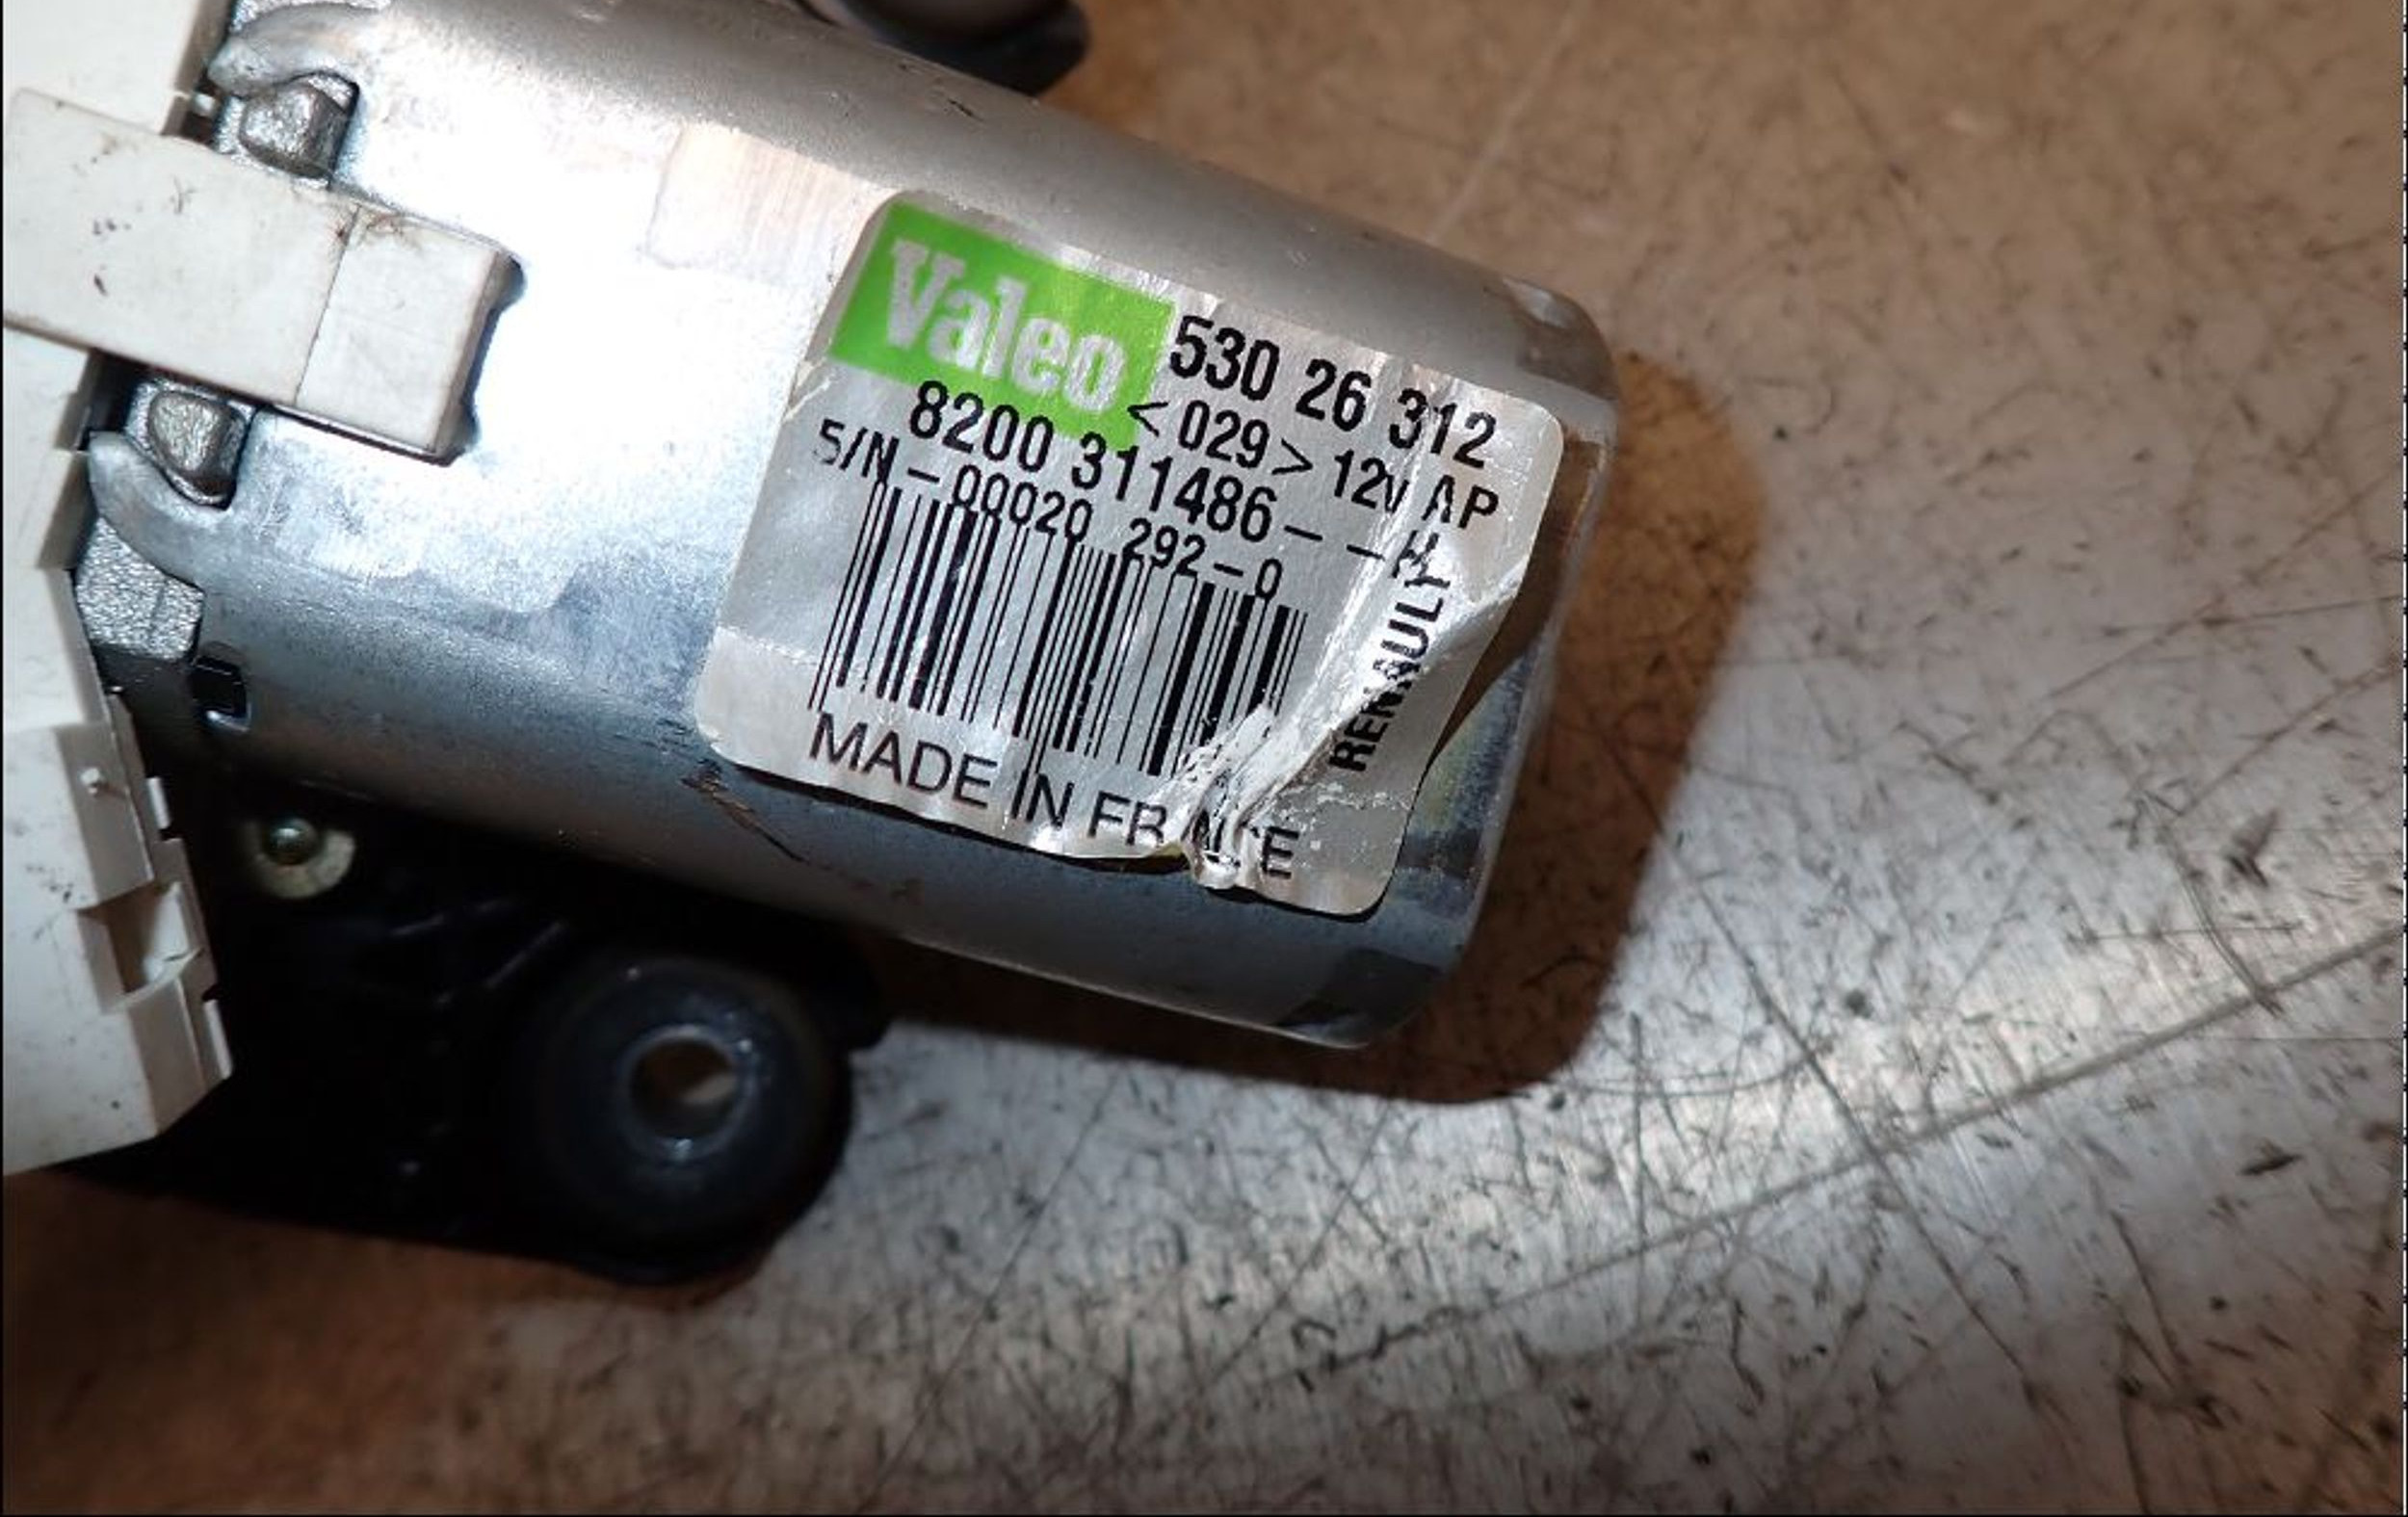 Valeo
530 26 312
<029> 12V AP
8200 311486--
S/N-00020 292-0
MADE IN FRANCE
RENAULT